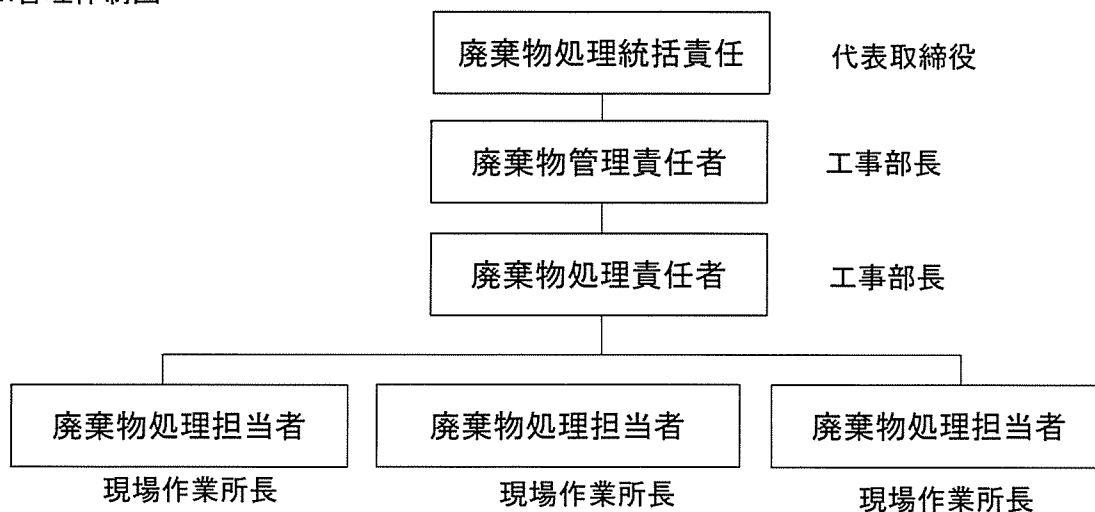 廃棄物処理統括責任 代表取締役
廃棄物管理責任者 工事部長
廃棄物処理責任者 工事部長
廃棄物処理担当者 廃棄物処理担当者 廃棄物処理担当者
現場作業所長 現場作業所長 現場作業所長